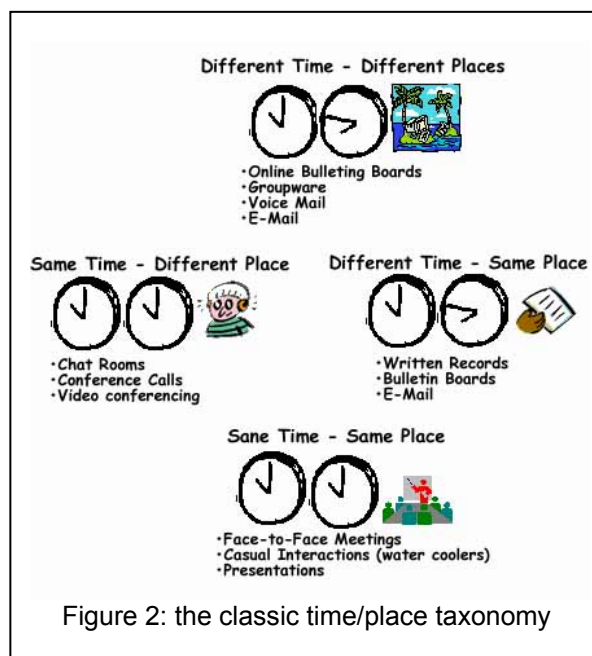 Different Time - Different Places
·Online Bulleting Boards
·Groupware
·Voice Mail
·E-Mail
Same Time - Different Place
·Chat Rooms
·Conference Calls
·Video conferencing
Different Time - Same Place
·Written Records
·Bulletin Boards
·E-Mail
Sane Time - Same Place
·Face-to-Face Meetings
·Casual Interactions (water coolers)
·Presentations
Figure 2: the classic time/place taxonomy